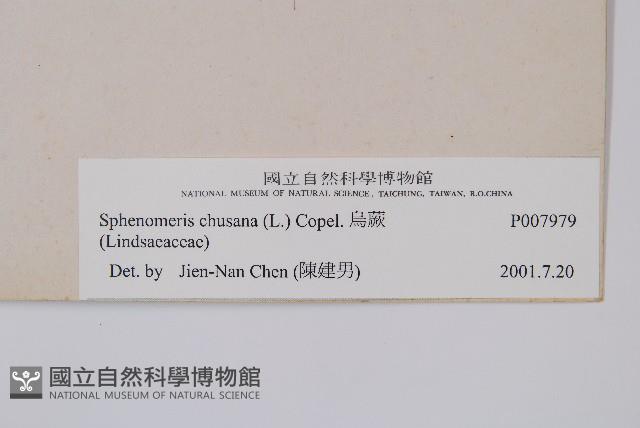 國立自然科學博物館
NATIONAL MUSEUM OF NATURAL SCIENCE, TAICHUNG, TAIWAN, R.O.CHINA
Sphenomeris chusana (L.) Copel. 烏蕨 P007979
(Lindsaeaceae)
Det. by Jien-Nan Chen (陳建男) 2001.7.20
國立自然科學博物館
NATIONAL MUSEUM OF NATURAL SCIENCE